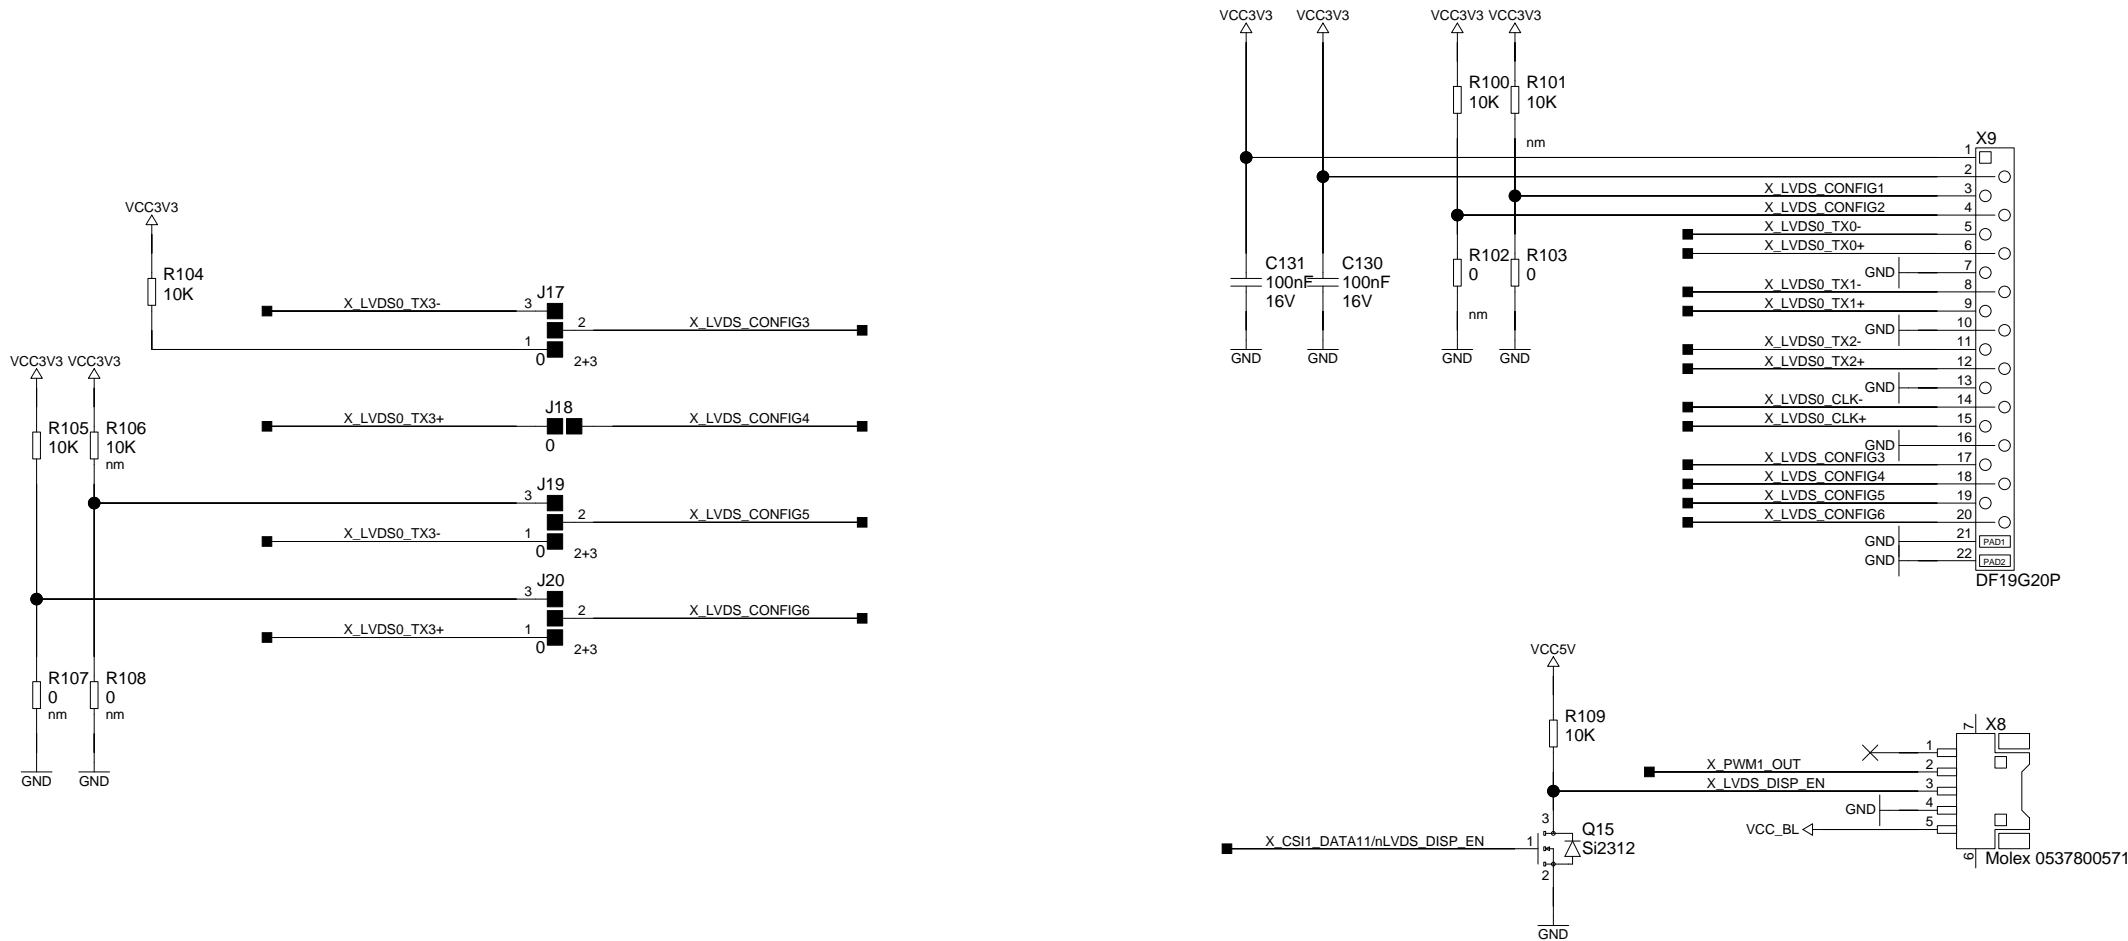 VCC3V3
R104
10K
X_LVDS0_TX3-
3
J17
2
X_LVDS_CONFIG3
1
0
2+3
VCC3V3 VCC3V3
X_LVDS0_TX3+
J18
0
X_LVDS_CONFIG4
R105
10K
R106
10K
nm
3
J19
2
X_LVDS_CONFIG5
X_LVDS0_TX3-
1
0
2+3
3
J20
2
X_LVDS_CONFIG6
X_LVDS0_TX3+
1
0
2+3
R107
0
nm
R108
0
nm
GND
GND
VCC3V3
VCC3V3
VCC3V3
VCC3V3
R100
10K
R101
10K
nm
C131
100nF
16V
C130
100nF
16V
R102
0
nm
R103
0
GND
GND
GND
GND
X9
1
2
X_LVDS_CONFIG1 3
X_LVDS_CONFIG2 4
X_LVDS0_TX0- 5
X_LVDS0_TX0+ 6
GND 7
X_LVDS0_TX1- 8
X_LVDS0_TX1+ 9
GND 10
X_LVDS0_TX2- 11
X_LVDS0_TX2+ 12
GND 13
X_LVDS0_CLK- 14
X_LVDS0_CLK+ 15
GND 16
X_LVDS_CONFIG3 17
X_LVDS_CONFIG4 18
X_LVDS_CONFIG5 19
X_LVDS_CONFIG6 20
GND 21 PAD1
GND 22 PAD2
DF19G20P
VCC5V
R109
10K
X_CSI1_DATA11/nLVDS_DISP_EN
1
3
2
Q15
Si2312
GND
7
X8
1
X_PWM1_OUT 2
X_LVDS_DISP_EN 3
GND 4
VCC_BL 5
6
Molex 0537800571